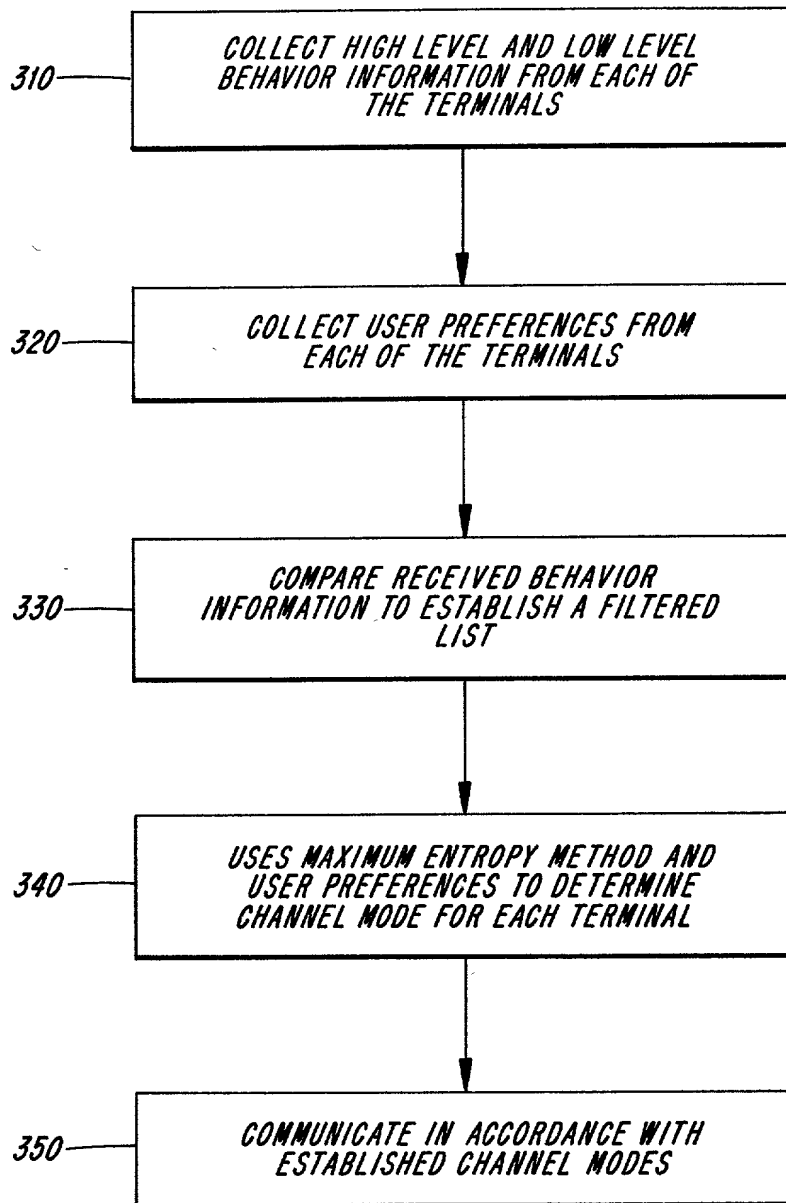 310
COLLECT HIGH LEVEL AND LOW LEVEL
BEHAVIOR INFORMATION FROM EACH OF
THE TERMINALS
320
COLLECT USER PREFERENCES FROM
EACH OF THE TERMINALS
330
COMPARE RECEIVED BEHAVIOR
INFORMATION TO ESTABLISH A FILTERED
LIST
340
USES MAXIMUM ENTROPY METHOD AND
USER PREFERENCES TO DETERMINE
CHANNEL MODE FOR EACH TERMINAL
350
COMMUNICATE IN ACCORDANCE WITH
ESTABLISHED CHANNEL MODES